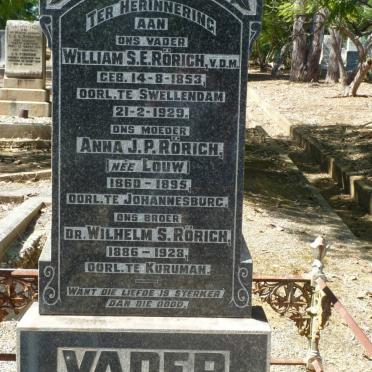 TER HERINNERING
AAN
ONS VADER
WILLIAM S.E. RÖRICH, V.D.M.
GEB. 14-8-1853,
OORL. TE SWELLENDAM
21-2-1929.
ONS MOEDER
ANNA J.P. RÖRICH,
NÉE LOUW
1860 - 1895,
OORL. TE JOHANNESBURG.
ONS BROER
DR. WILHELM S. RÖRICH,
1886 - 1928,
OORL. TE KURUMAN.
WANT DIE LIEFDE IS STERKER
DAN DIE DOOD.
VADER